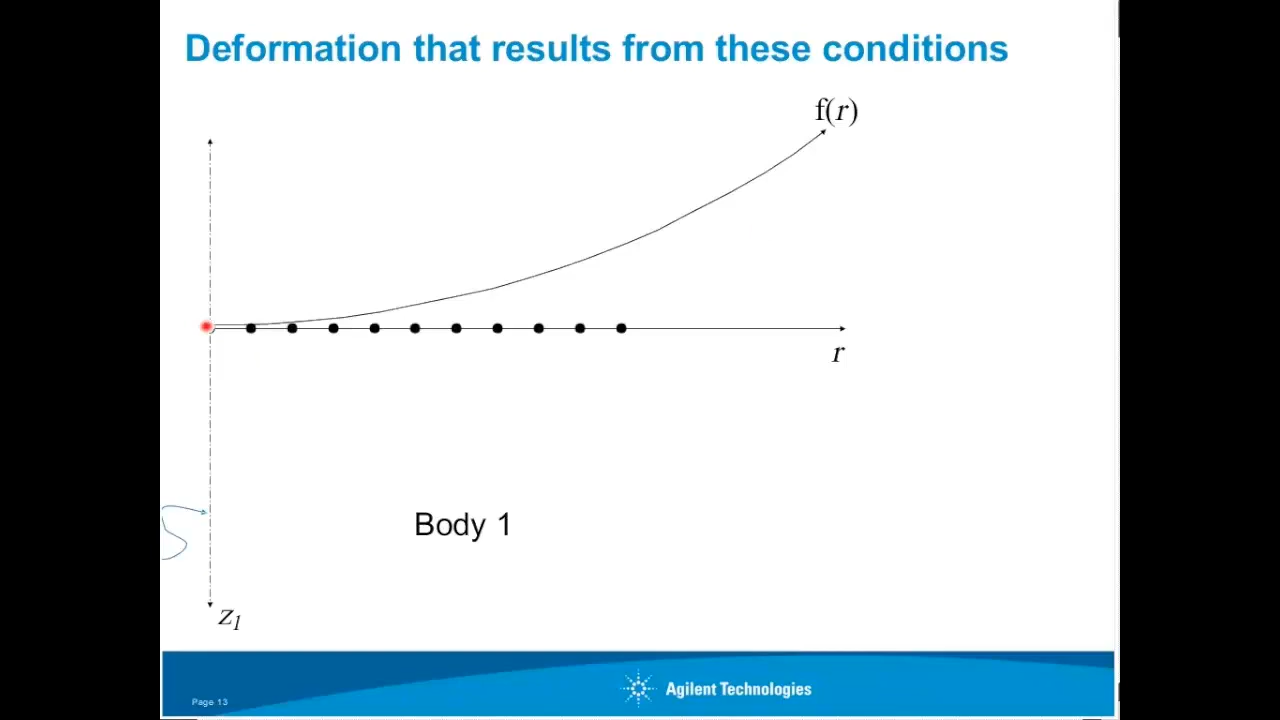 Deformation that results from these conditions
f(r)
r
Body 1
z1
Page 13
Agilent Technologies